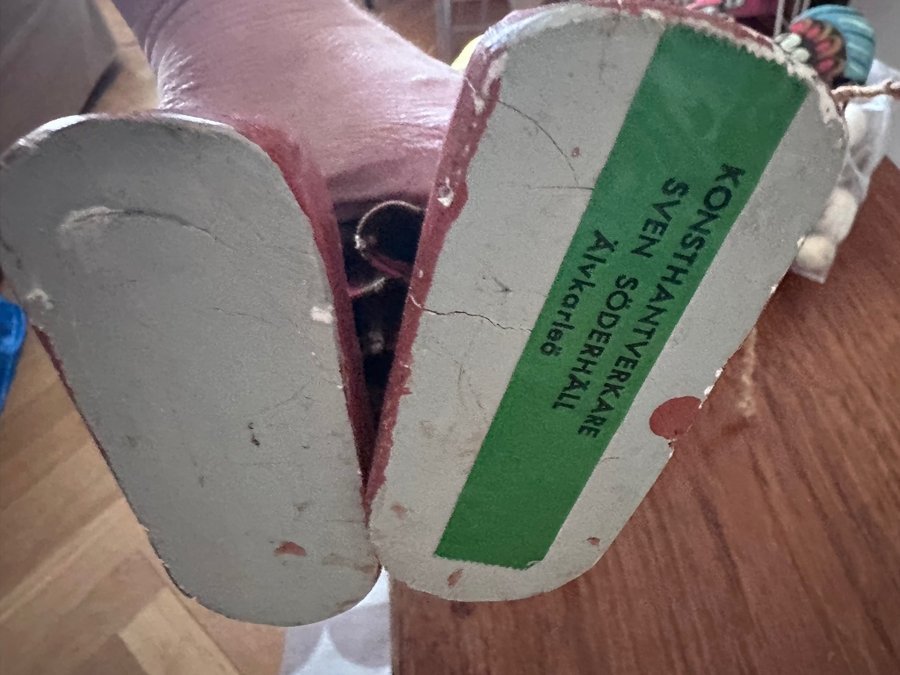 KONSTHANTVERKARE
SVEN SÖDERHÄLL
Älvkarleö